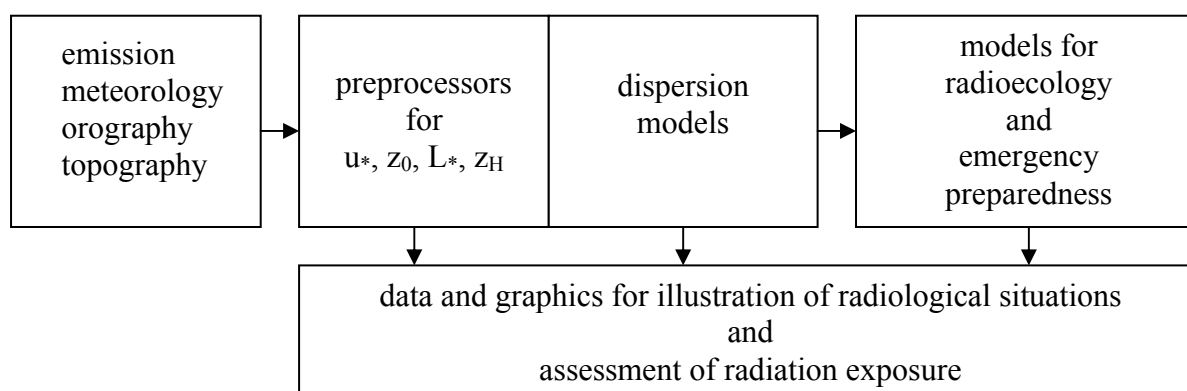 emission
meteorology
orography
topography
preprocessors
for
u*, z₀, L*, z_H
dispersion
models
models for
radioecology
and
emergency
preparedness
data and graphics for illustration of radiological situations
and
assessment of radiation exposure